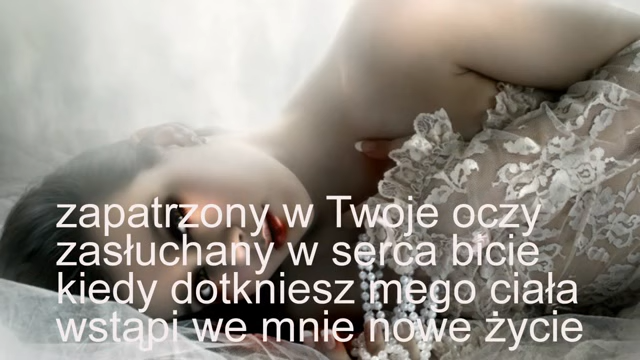 zapatrzony w Twoje oczy
zasłuchany w serca bicie
kiedy dotkniesz mego ciała
wstąpi we mnie nowe życie